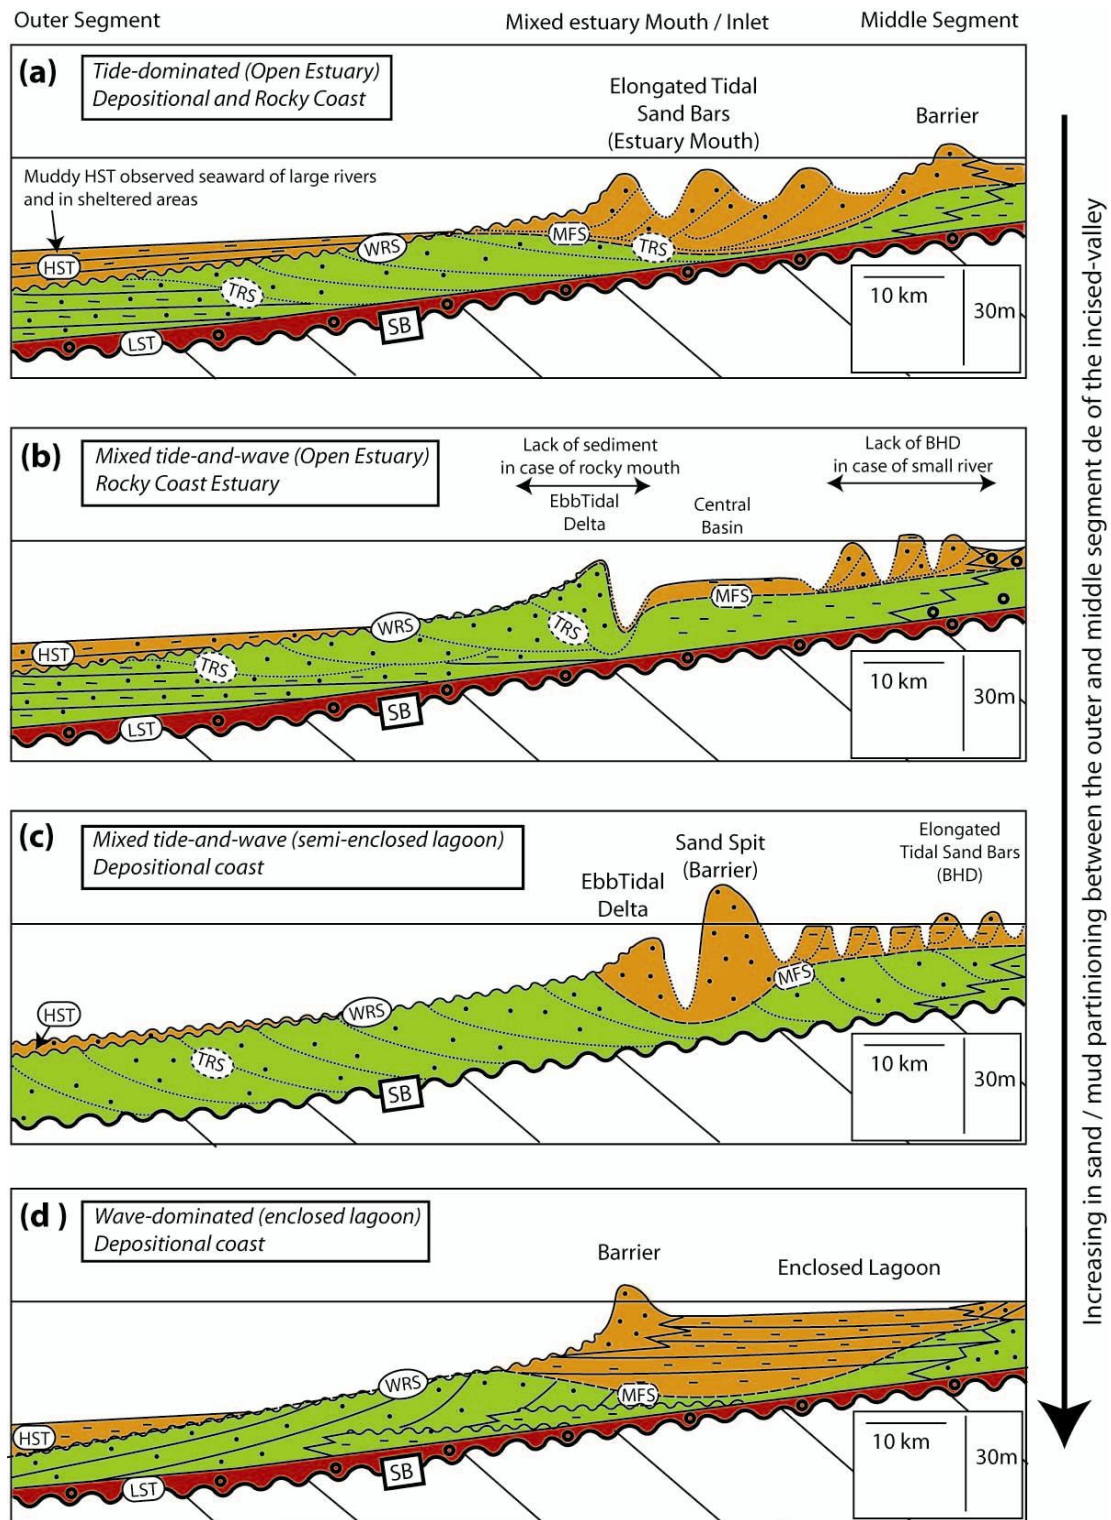 Outer Segment
Mixed estuary Mouth / Inlet
Middle Segment
(a)
Tide-dominated (Open Estuary)
Depositional and Rocky Coast
Elongated Tidal
Sand Bars
(Estuary Mouth)
Barrier
Muddy HST observed seaward of large rivers
and in sheltered areas
HST
WRS
MFS
TRS
TRS
LST
SB
10 km
30m
(b)
Mixed tide-and-wave (Open Estuary)
Rocky Coast Estuary
Lack of sediment
in case of rocky mouth
EbbTidal
Delta
Central
Basin
Lack of BHD
in case of small river
HST
WRS
TRS
TRS
MFS
LST
SB
10 km
30m
(c)
Mixed tide-and-wave (semi-enclosed lagoon)
Depositional coast
EbbTidal
Delta
Sand Spit
(Barrier)
Elongated
Tidal Sand Bars
(BHD)
HST
WRS
MFS
TRS
SB
10 km
30m
(d )
Wave-dominated (enclosed lagoon)
Depositional coast
Barrier
Enclosed Lagoon
HST
WRS
MFS
LST
SB
10 km
30m
Increasing in sand / mud partinioning between the outer and middle segment de of the incised-valley